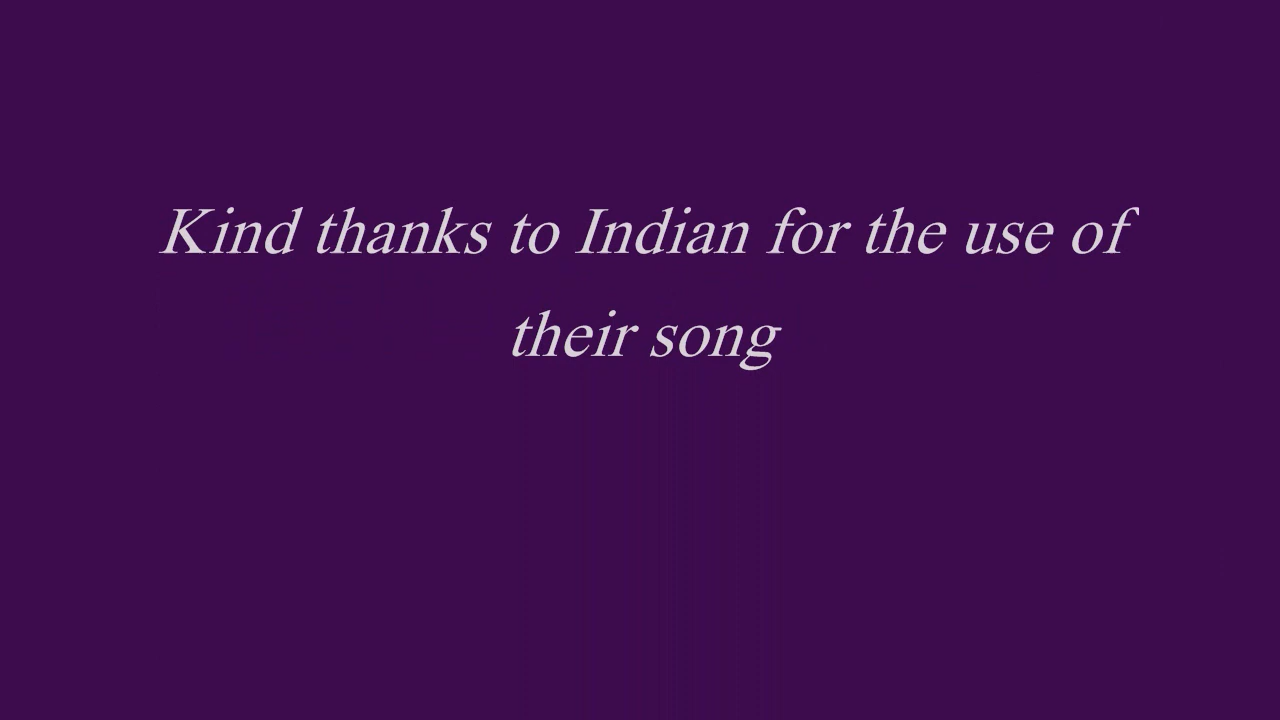 Kind thanks to Indian for the use of
their song